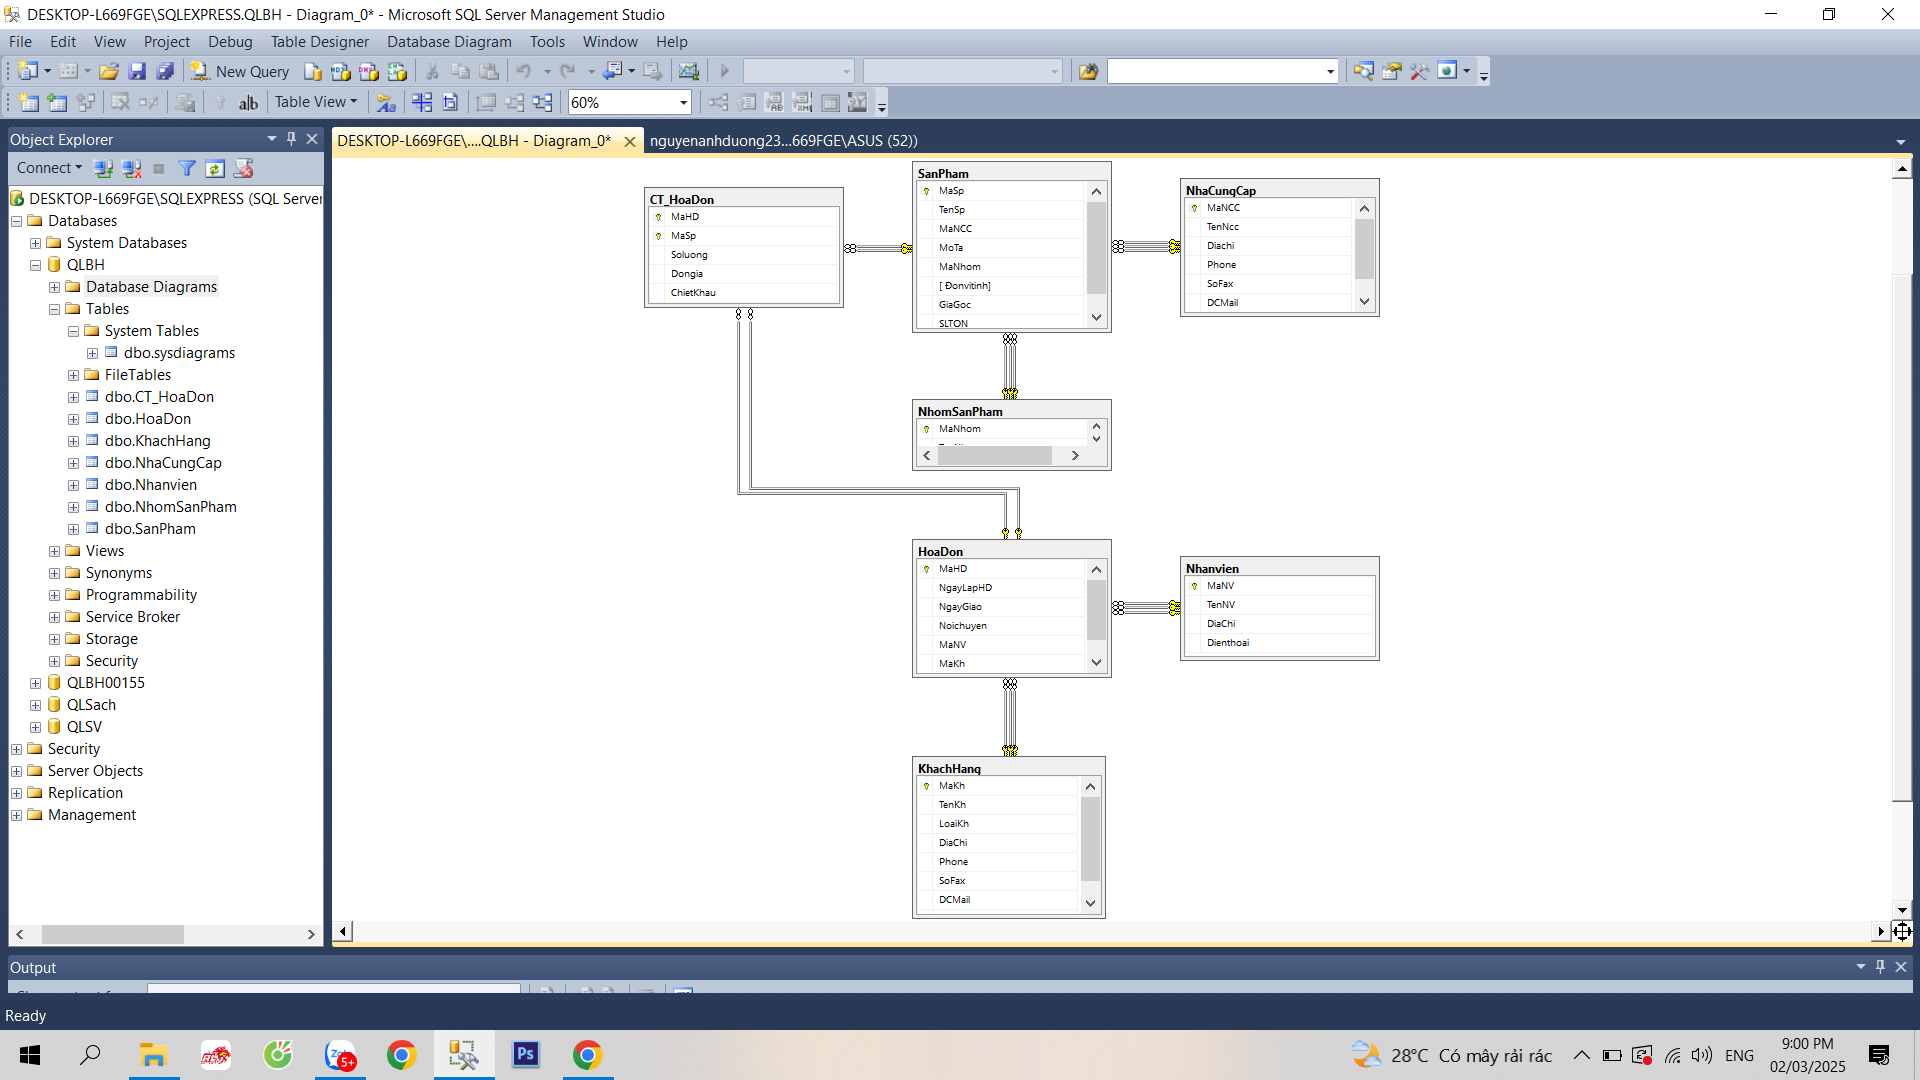 DESKTOP-L669FGE\SQLEXPRESS.QLBH - Diagram_0* - Microsoft SQL Server Management Studio
File Edit View Project Debug Table Designer Database Diagram Tools Window Help
New Query
Table View
60%
Object Explorer
Connect
DESKTOP-L669FGE\SQLEXPRESS (SQL Server
Databases
System Databases
QLBH
Database Diagrams
Tables
System Tables
dbo.sysdiagrams
FileTables
dbo.CT_HoaDon
dbo.HoaDon
dbo.KhachHang
dbo.NhaCungCap
dbo.Nhanvien
dbo.NhomSanPham
dbo.SanPham
Views
Synonyms
Programmability
Service Broker
Storage
Security
QLBH00155
QLSach
QLSV
Security
Server Objects
Replication
Management
DESKTOP-L669FGE\....QLBH - Diagram_0*
nguyenanhduong23...669FGE\ASUS (52))
CT_HoaDon
MaHD
MaSp
Soluong
Dongia
ChietKhau
SanPham
MaSp
TenSp
MaNCC
MoTa
MaNhom
[ Đonvitinh]
GiaGoc
SLTON
NhaCungCap
MaNCC
TenNcc
Diachi
Phone
SoFax
DCMail
NhomSanPham
MaNhom
HoaDon
MaHD
NgayLapHD
NgayGiao
Noichuyen
MaNV
MaKh
Nhanvien
MaNV
TenNV
DiaChi
Dienthoai
KhachHang
MaKh
TenKh
LoaiKh
DiaChi
Phone
SoFax
DCMail
Output
Ready
5+
Ps
28°C Có mây rải rác
ENG
9:00 PM
02/03/2025